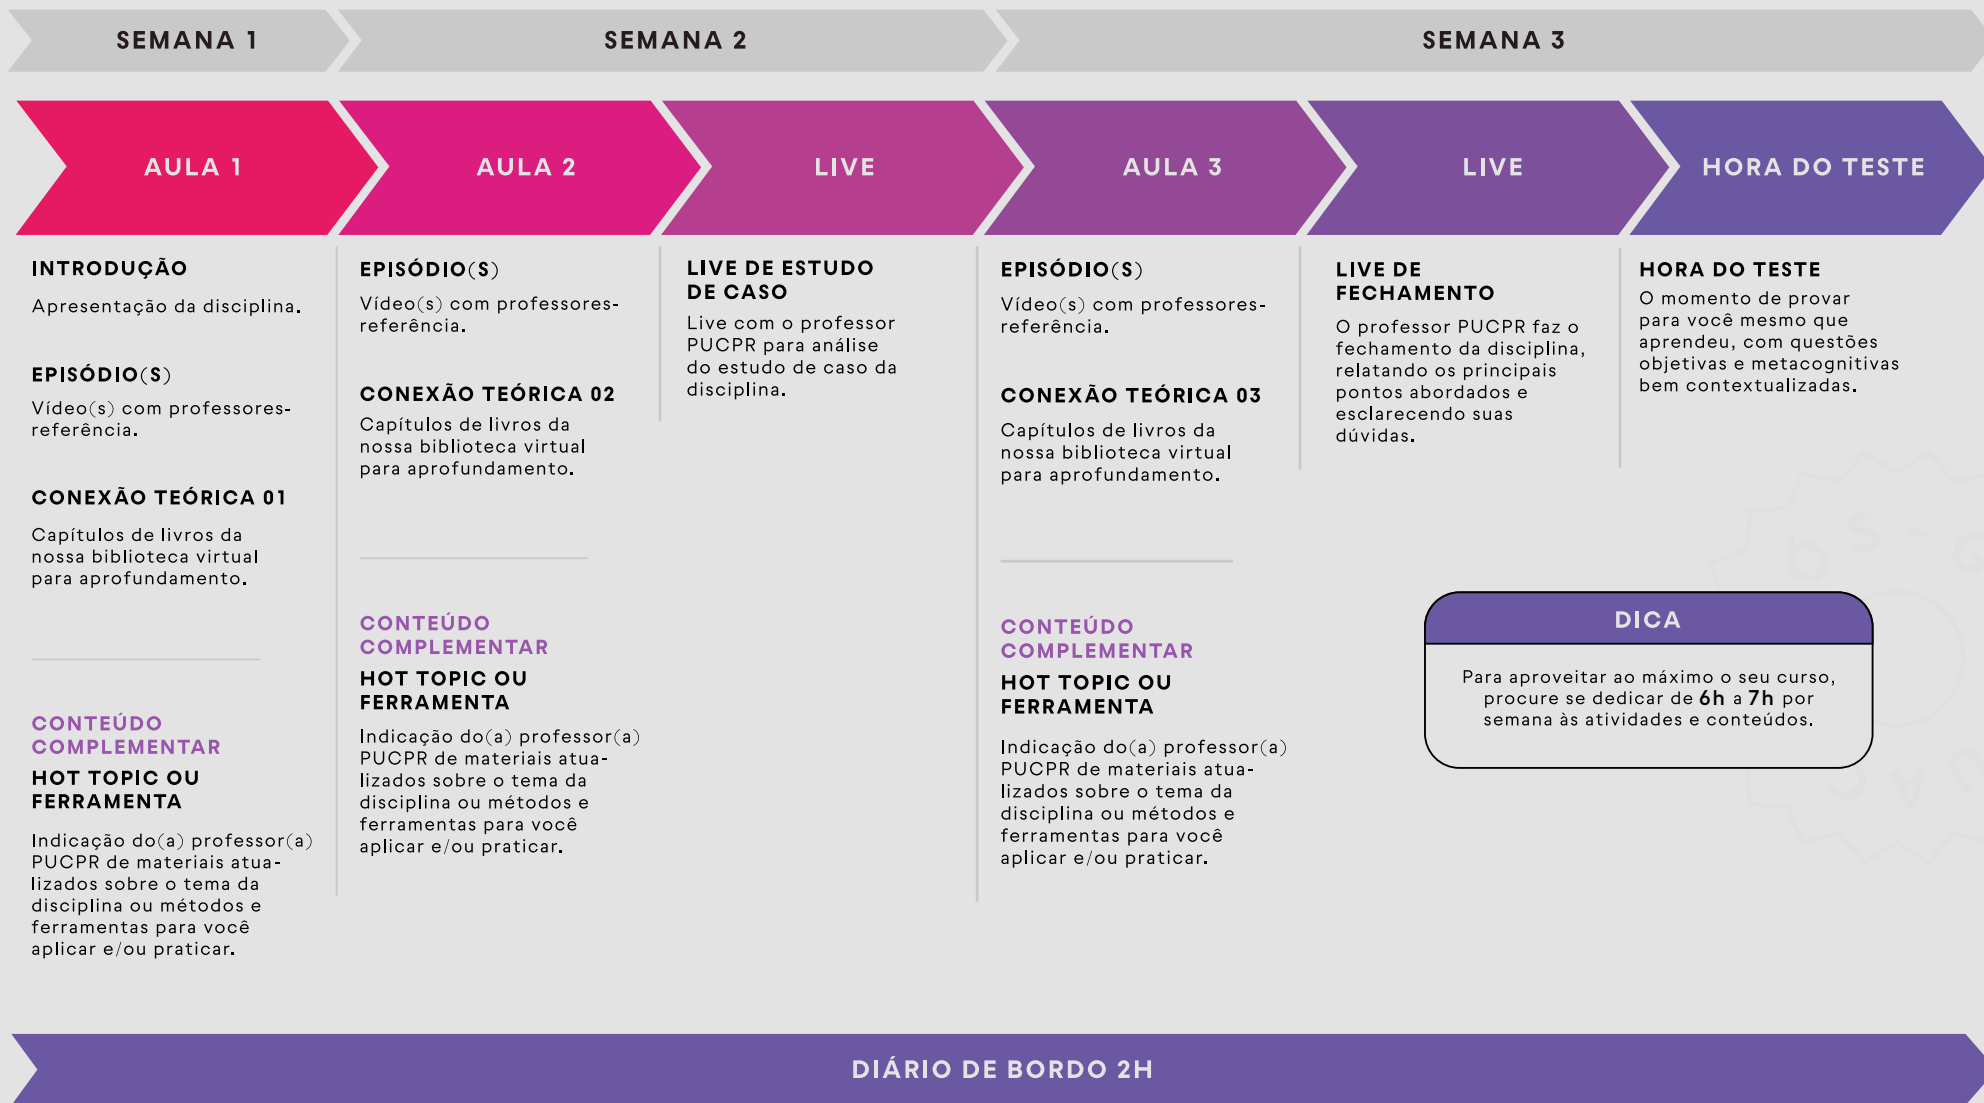 SEMANA 1
SEMANA 2
SEMANA 3
AULA 1
AULA 2
LIVE
AULA 3
LIVE
HORA DO TESTE
INTRODUÇÃO
Apresentação da disciplina.
EPISÓDIO(S)
Vídeo(s) com professores-
referência.
CONEXÃO TEÓRICA 01
Capítulos de livros da
nossa biblioteca virtual
para aprofundamento.
CONTEÚDO
COMPLEMENTAR
HOT TOPIC OU
FERRAMENTA
Indicação do(a) professor(a)
PUCPR de materiais atua-
lizados sobre o tema da
disciplina ou métodos e
ferramentas para você
aplicar e/ou praticar.
EPISÓDIO(S)
Vídeo(s) com professores-
referência.
CONEXÃO TEÓRICA 02
Capítulos de livros da
nossa biblioteca virtual
para aprofundamento.
CONTEÚDO
COMPLEMENTAR
HOT TOPIC OU
FERRAMENTA
Indicação do(a) professor(a)
PUCPR de materiais atua-
lizados sobre o tema da
disciplina ou métodos e
ferramentas para você
aplicar e/ou praticar.
LIVE DE ESTUDO
DE CASO
Live com o professor
PUCPR para análise
do estudo de caso da
disciplina.
EPISÓDIO(S)
Vídeo(s) com professores-
referência.
CONEXÃO TEÓRICA 03
Capítulos de livros da
nossa biblioteca virtual
para aprofundamento.
CONTEÚDO
COMPLEMENTAR
HOT TOPIC OU
FERRAMENTA
Indicação do(a) professor(a)
PUCPR de materiais atua-
lizados sobre o tema da
disciplina ou métodos e
ferramentas para você
aplicar e/ou praticar.
LIVE DE
FECHAMENTO
O professor PUCPR faz o
fechamento da disciplina,
relatando os principais
pontos abordados e
esclarecendo suas
dúvidas.
HORA DO TESTE
O momento de provar
para você mesmo que
aprendeu, com questões
objetivas e metacognitivas
bem contextualizadas.
DICA
Para aproveitar ao máximo o seu curso,
procure se dedicar de 6h a 7h por
semana às atividades e conteúdos.
DIÁRIO DE BORDO 2H